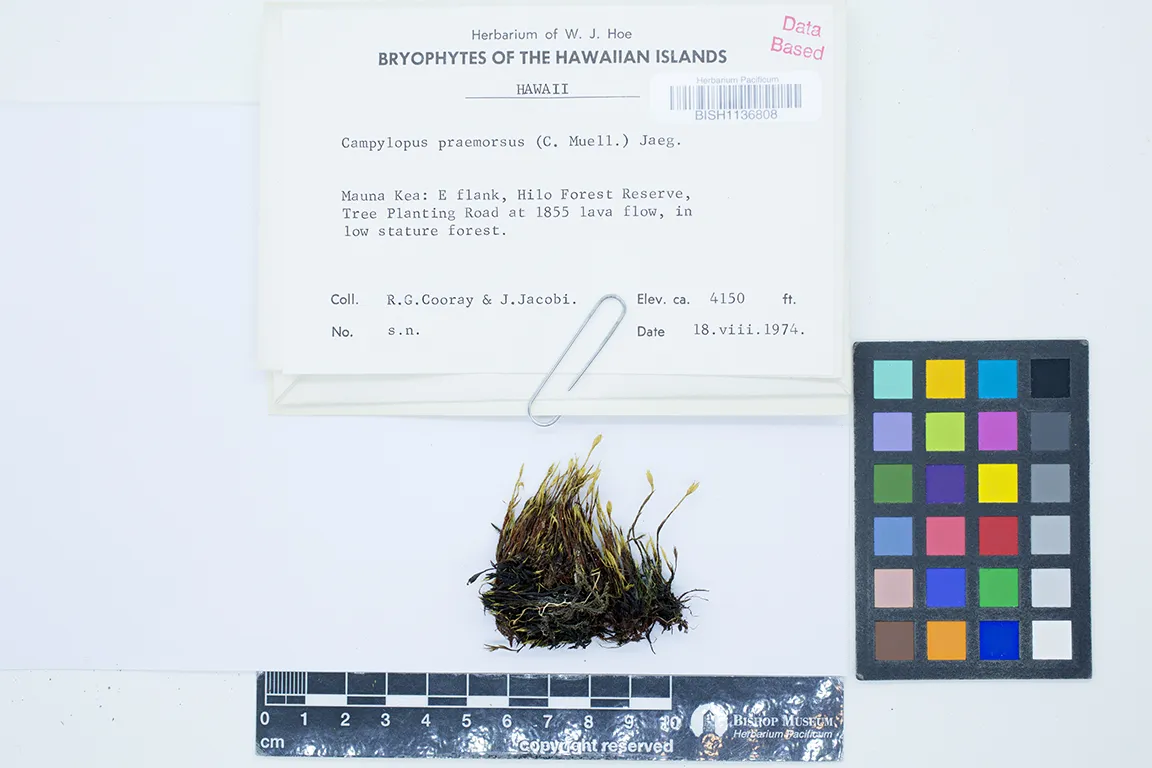 Herbarium of W. J. Hoe
BRYOPHYTES OF THE HAWAIIAN ISLANDS
HAWAII
Data
Based
Herbarium Pacificum
BISH1136808
Campylopus praemorsus (C. Muell.) Jaeg.
Mauna Kea: E flank, Hilo Forest Reserve,
Tree Planting Road at 1855 lava flow, in
low stature forest.
Coll. R.G.Cooray & J.Jacobi. Elev. ca. 4150 ft.
No. s.n. Date 18.viii.1974.
0 1 2 3 4 5 6 7 8 9 10
cm
copyright reserved
BISHOP MUSEUM
Herbarium Pacificum